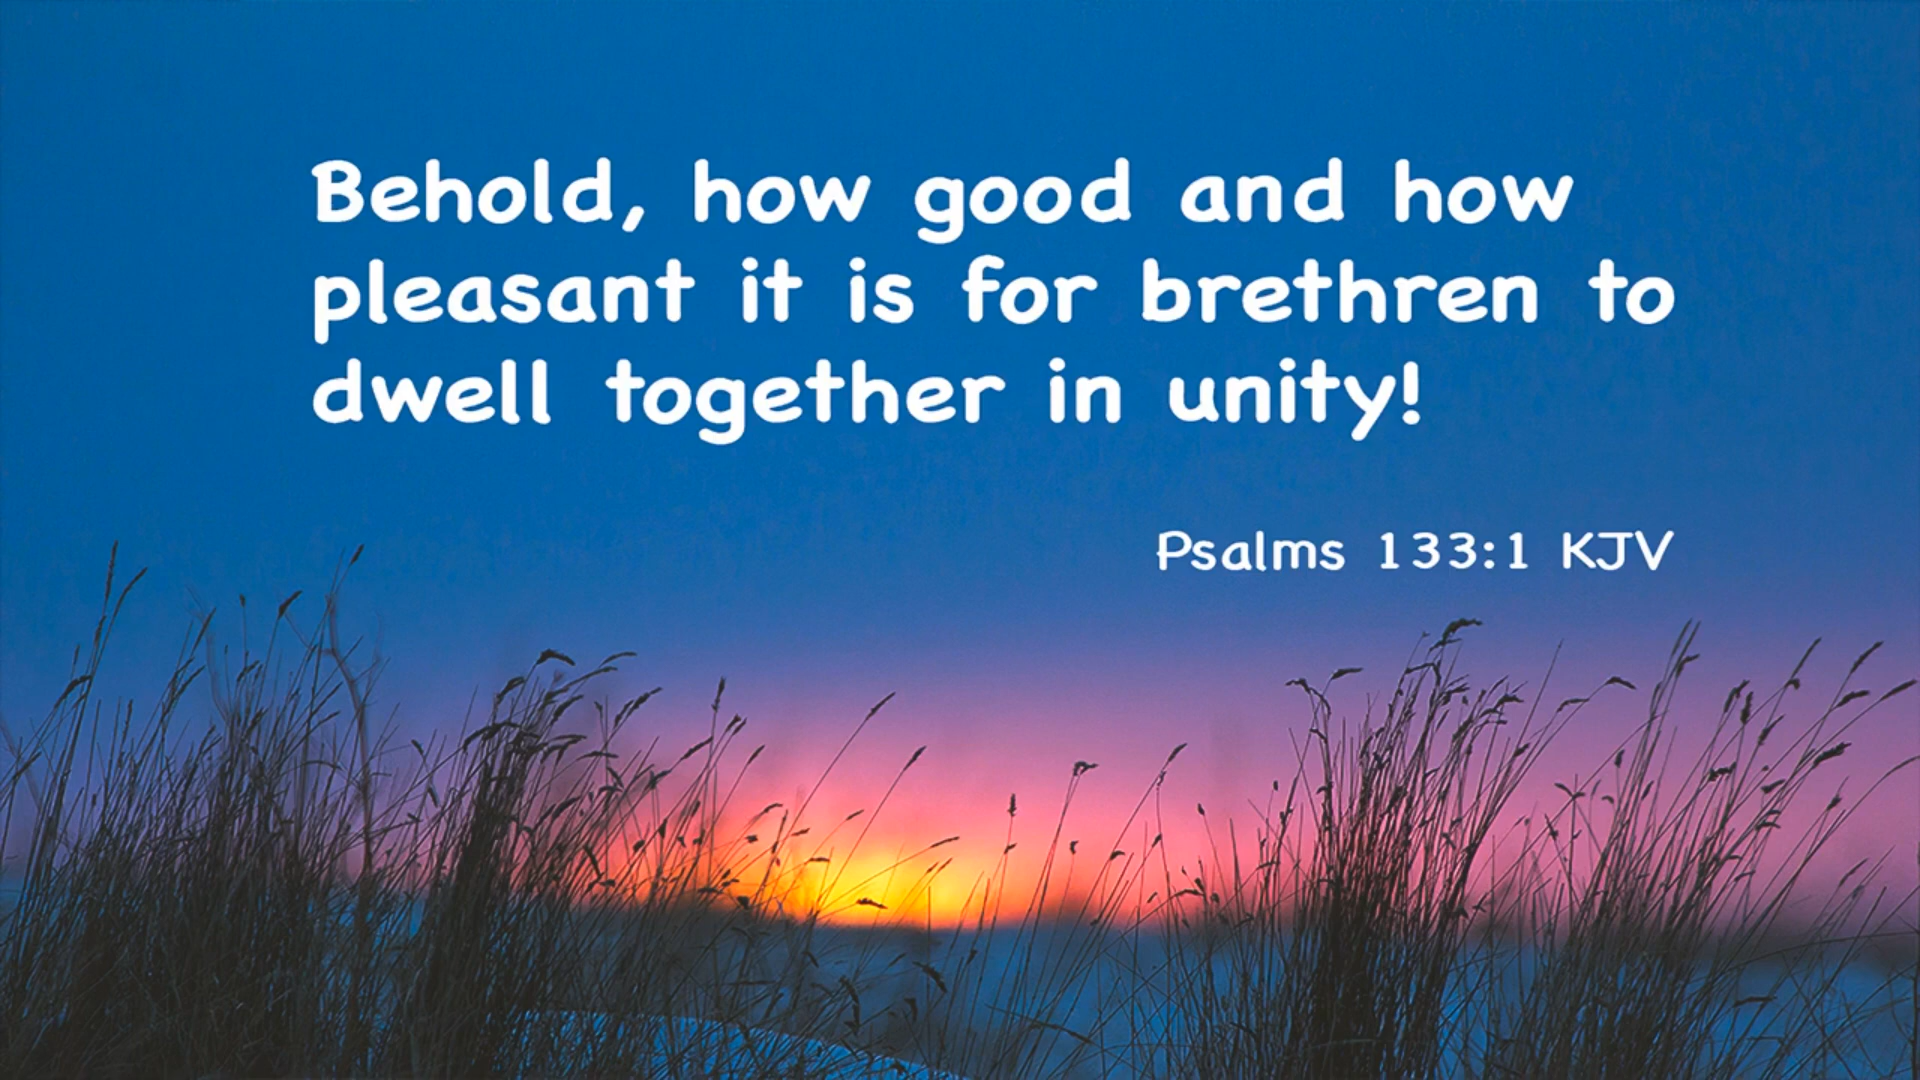 Behold, how good and how
pleasant it is for brethren to
dwell together in unity!
Psalms 133:1 KJV